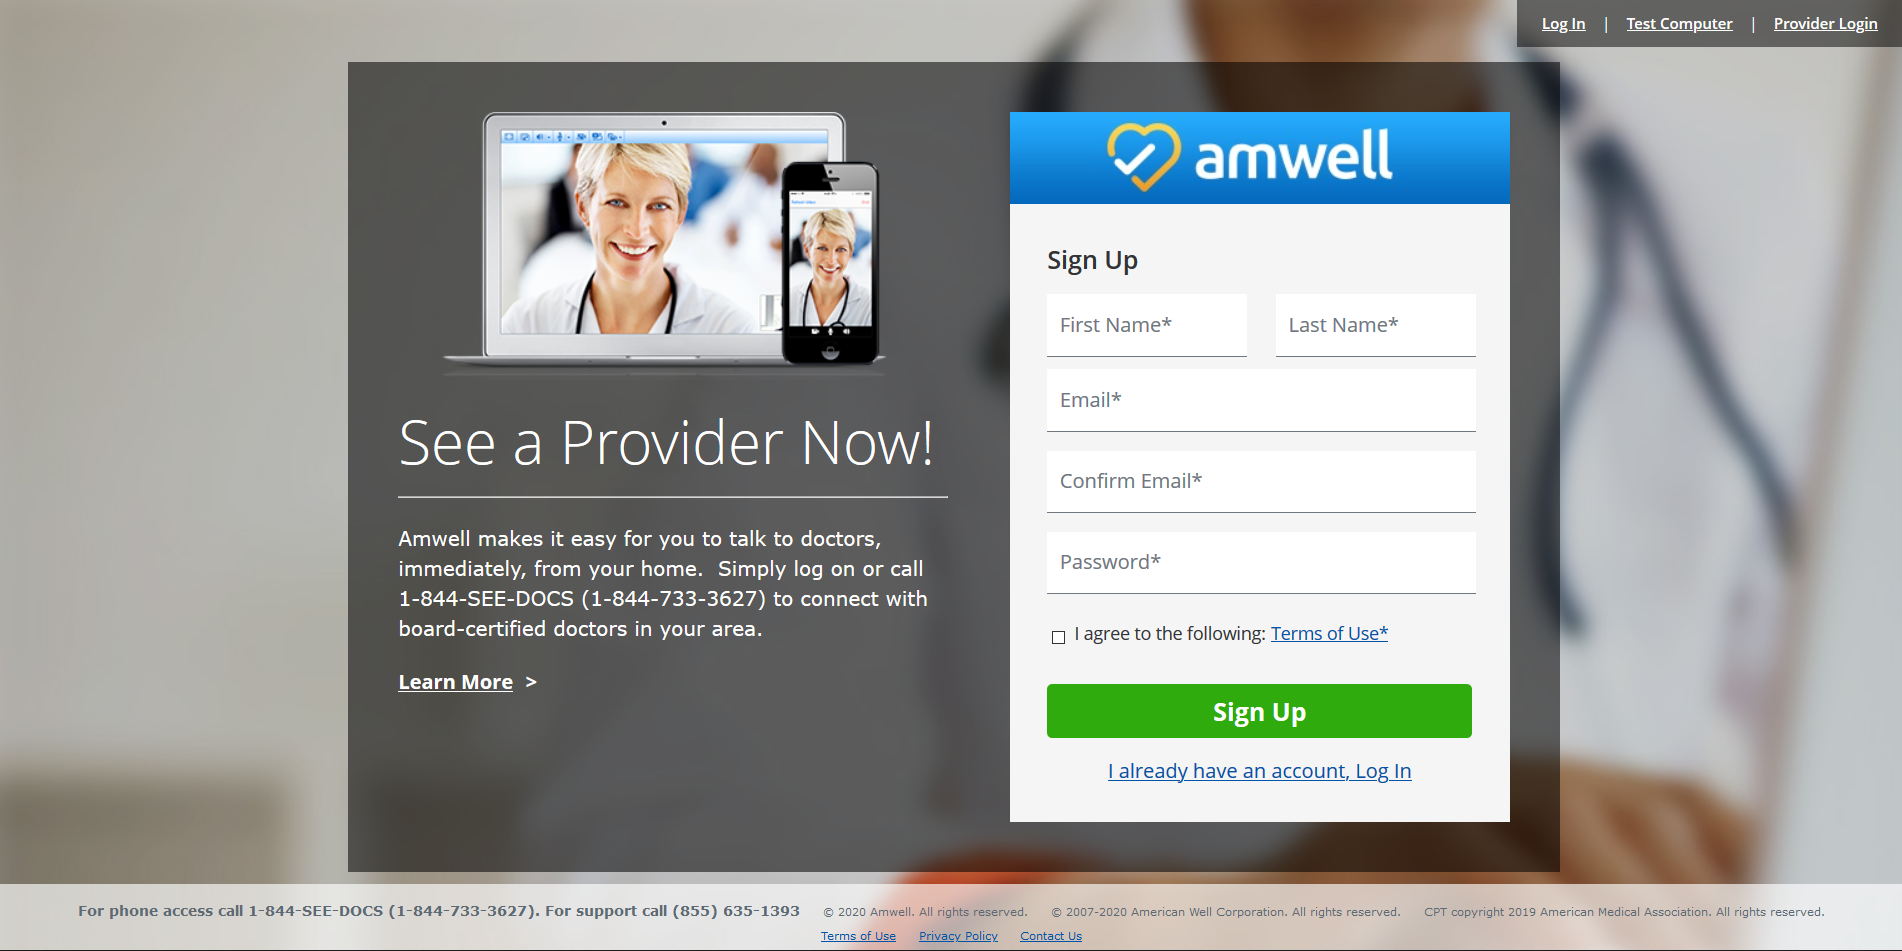 Log In | Test Computer | Provider Login
amwell
Sign Up
First Name* Last Name*
Email*
Confirm Email*
Password*
I agree to the following: Terms of Use*
Sign Up
I already have an account, Log In
See a Provider Now!
Amwell makes it easy for you to talk to doctors,
immediately, from your home.  Simply log on or call
1-844-SEE-DOCS (1-844-733-3627) to connect with
board-certified doctors in your area.
Learn More >
For phone access call 1-844-SEE-DOCS (1-844-733-3627). For support call (855) 635-1393 © 2020 Amwell. All rights reserved. © 2007-2020 American Well Corporation. All rights reserved. CPT copyright 2019 American Medical Association. All rights reserved.
Terms of Use Privacy Policy Contact Us